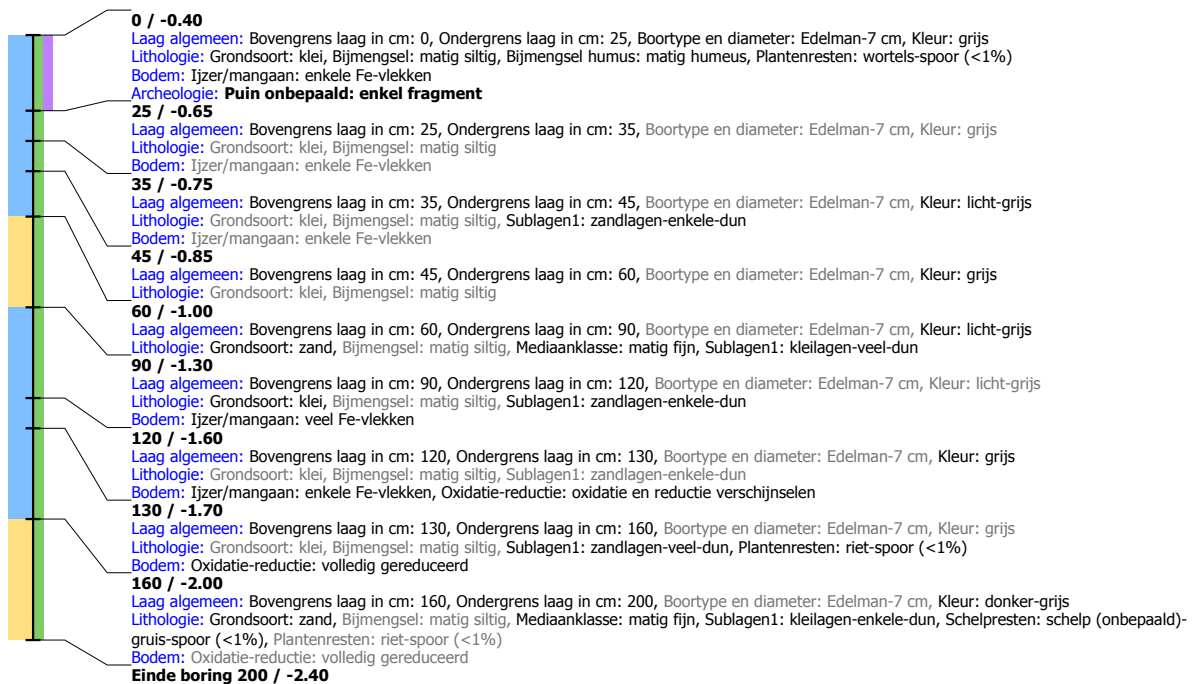 0 / -0.40
Laag algemeen: Bovengrens laag in cm: 0, Ondergrens laag in cm: 25, Boortype en diameter: Edelman-7 cm, Kleur: grijs
Lithologie: Grondsoort: klei, Bijmengsel: matig siltig, Bijmengsel humus: matig humeus, Plantenresten: wortels-spoor (<1%)
Bodem: Ijzer/mangaan: enkele Fe-vlekken
Archeologie: Puin onbepaald: enkel fragment
25 / -0.65
Laag algemeen: Bovengrens laag in cm: 25, Ondergrens laag in cm: 35, Boortype en diameter: Edelman-7 cm, Kleur: grijs
Lithologie: Grondsoort: klei, Bijmengsel: matig siltig
Bodem: Ijzer/mangaan: enkele Fe-vlekken
35 / -0.75
Laag algemeen: Bovengrens laag in cm: 35, Ondergrens laag in cm: 45, Boortype en diameter: Edelman-7 cm, Kleur: licht-grijs
Lithologie: Grondsoort: klei, Bijmengsel: matig siltig, Sublagen1: zandlagen-enkele-dun
Bodem: Ijzer/mangaan: enkele Fe-vlekken
45 / -0.85
Laag algemeen: Bovengrens laag in cm: 45, Ondergrens laag in cm: 60, Boortype en diameter: Edelman-7 cm, Kleur: grijs
Lithologie: Grondsoort: klei, Bijmengsel: matig siltig
60 / -1.00
Laag algemeen: Bovengrens laag in cm: 60, Ondergrens laag in cm: 90, Boortype en diameter: Edelman-7 cm, Kleur: licht-grijs
Lithologie: Grondsoort: zand, Bijmengsel: matig siltig, Mediaanklasse: matig fijn, Sublagen1: kleilagen-veel-dun
90 / -1.30
Laag algemeen: Bovengrens laag in cm: 90, Ondergrens laag in cm: 120, Boortype en diameter: Edelman-7 cm, Kleur: licht-grijs
Lithologie: Grondsoort: klei, Bijmengsel: matig siltig, Sublagen1: zandlagen-enkele-dun
Bodem: Ijzer/mangaan: veel Fe-vlekken
120 / -1.60
Laag algemeen: Bovengrens laag in cm: 120, Ondergrens laag in cm: 130, Boortype en diameter: Edelman-7 cm, Kleur: grijs
Lithologie: Grondsoort: klei, Bijmengsel: matig siltig, Sublagen1: zandlagen-enkele-dun
Bodem: Ijzer/mangaan: enkele Fe-vlekken, Oxidatie-reductie: oxidatie en reductie verschijnselen
130 / -1.70
Laag algemeen: Bovengrens laag in cm: 130, Ondergrens laag in cm: 160, Boortype en diameter: Edelman-7 cm, Kleur: grijs
Lithologie: Grondsoort: klei, Bijmengsel: matig siltig, Sublagen1: zandlagen-veel-dun, Plantenresten: riet-spoor (<1%)
Bodem: Oxidatie-reductie: volledig gereduceerd
160 / -2.00
Laag algemeen: Bovengrens laag in cm: 160, Ondergrens laag in cm: 200, Boortype en diameter: Edelman-7 cm, Kleur: donker-grijs
Lithologie: Grondsoort: zand, Bijmengsel: matig siltig, Mediaanklasse: matig fijn, Sublagen1: kleilagen-enkele-dun, Schelpresten: schelp (onbepaald)-
gruis-spoor (<1%), Plantenresten: riet-spoor (<1%)
Bodem: Oxidatie-reductie: volledig gereduceerd
Einde boring 200 / -2.40